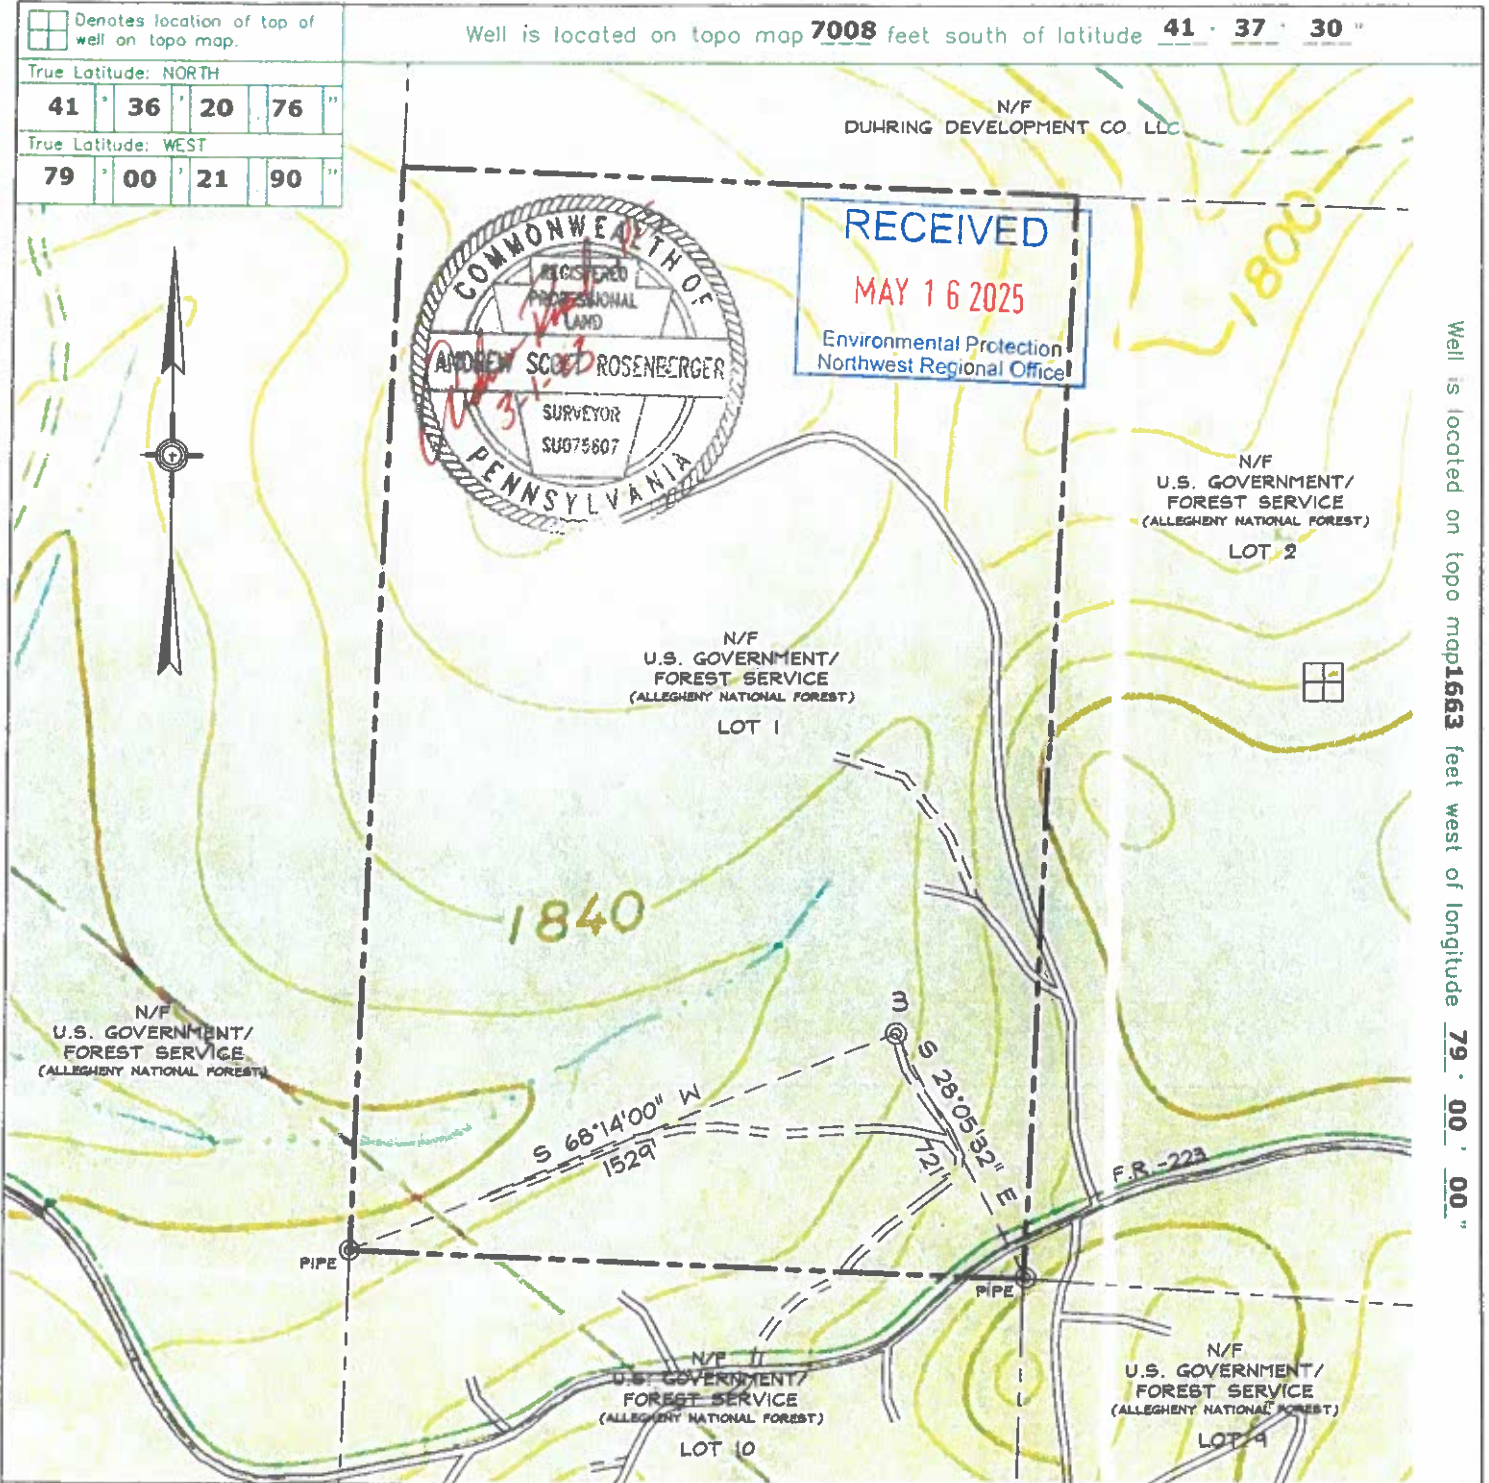 Denotes location of top of
well on topo map.
Well is located on topo map 7008 feet south of latitude 41 ° 37 ' 30 "
True Latitude: NORTH
41 ° 36 ' 20 . 76 "
True Latitude: WEST
79 ° 00 ' 21 . 90 "
N/F
DUHRING DEVELOPMENT CO. LLC
COMMONWEALTH OF
REGISTERED
PROFESSIONAL
LAND
ANDREW SCOTT ROSENBERGER
SURVEYOR
SU075607
PENNSYLVANIA
RECEIVED
MAY 16 2025
Environmental Protection
Northwest Regional Office
1800
Well is located on topo map 1663 feet west of longitude 79 ° 00 ' 00 "
N/F
U.S. GOVERNMENT/
FOREST SERVICE
(ALLEGHENY NATIONAL FOREST)
LOT 2
N/F
U.S. GOVERNMENT/
FOREST SERVICE
(ALLEGHENY NATIONAL FOREST)
LOT 1
1840
N/F
U.S. GOVERNMENT/
FOREST SERVICE
(ALLEGHENY NATIONAL FOREST)
3
S 68°14'00" W
1529'
S 28°05'32" E
721'
F.R.-223
PIPE
PIPE
N/F
U.S. GOVERNMENT/
FOREST SERVICE
(ALLEGHENY NATIONAL FOREST)
LOT 10
N/F
U.S. GOVERNMENT/
FOREST SERVICE
(ALLEGHENY NATIONAL FOREST)
LOT 9